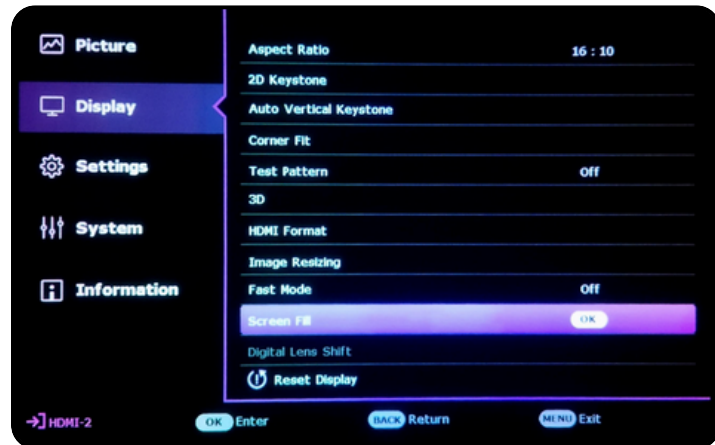 Picture
Display
Settings
System
Information
Aspect Ratio 16 : 10
2D Keystone
Auto Vertical Keystone
Corner Fit
Test Pattern Off
3D
HDMI Format
Image Resizing
Fast Mode Off
Screen Fill OK
Digital Lens Shift
Reset Display
HDMI-2 OK Enter BACK Return MENU Exit